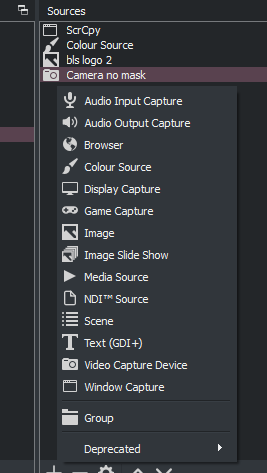 Sources
ScrCpy
Colour Source
bls logo 2
Camera no mask
Audio Input Capture
Audio Output Capture
Browser
Colour Source
Display Capture
Game Capture
Image
Image Slide Show
Media Source
NDI™ Source
Scene
Text (GDI+)
Video Capture Device
Window Capture
Group
Deprecated